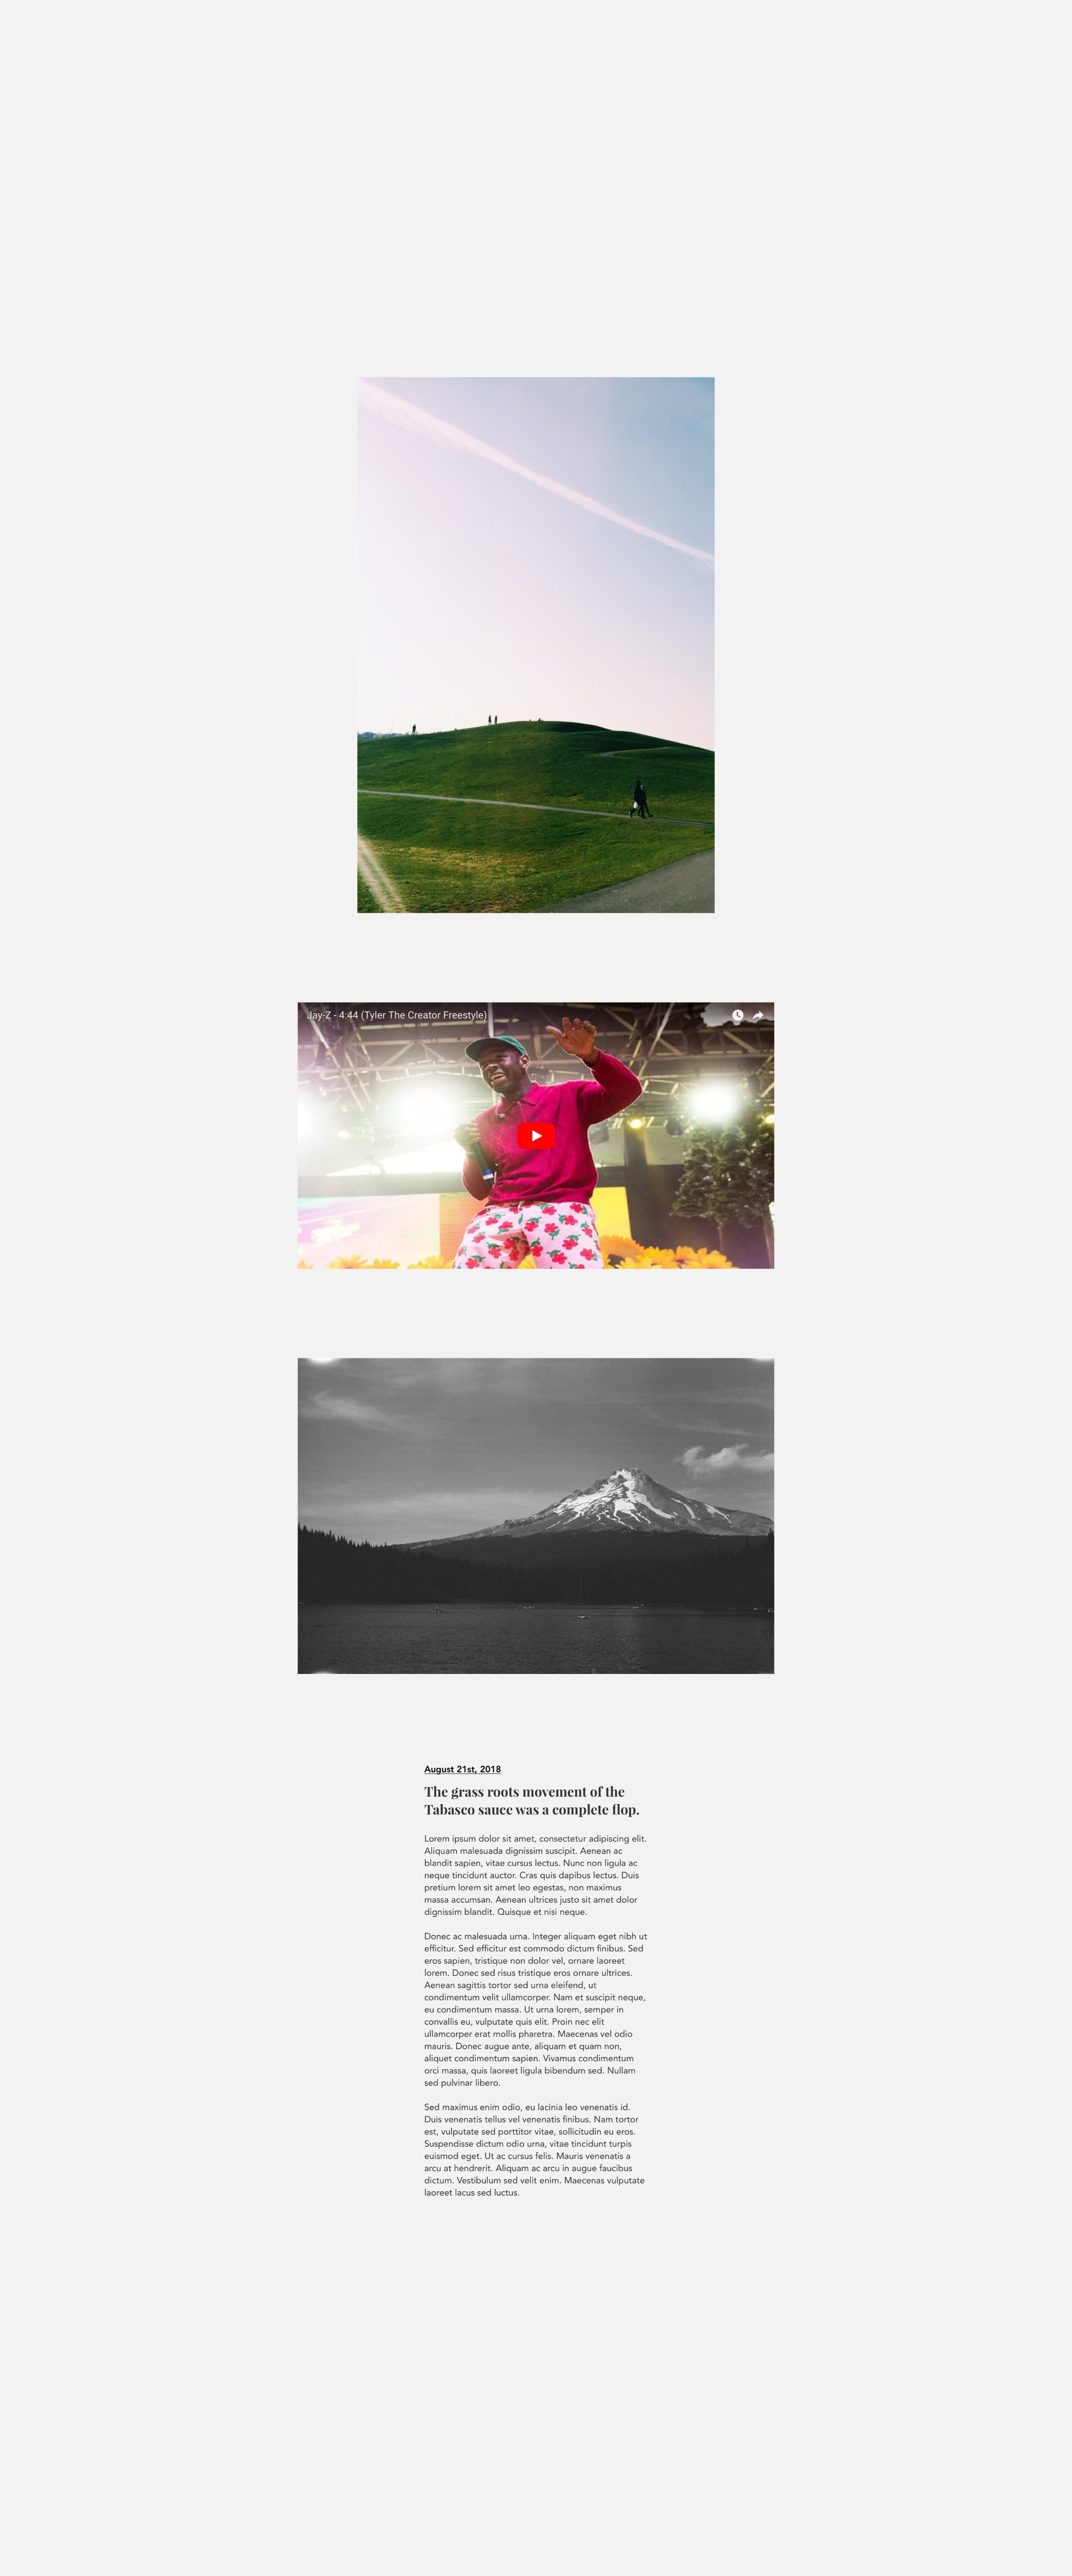 Jay-Z - 4:44 (Tyler The Creator Freestyle)
August 21st, 2018
The grass roots movement of the
Tabasco sauce was a complete flop.
Lorem ipsum dolor sit amet, consectetur adipiscing elit.
Aliquam malesuada dignissim suscipit. Aenean ac
blandit sapien, vitae cursus lectus. Nunc non ligula ac
neque tincidunt auctor. Cras quis dapibus lectus. Duis
pretium lorem sit amet leo egestas, non maximus
massa accumsan. Aenean ultrices justo sit amet dolor
dignissim blandit. Quisque et nisi neque.
Donec ac malesuada urna. Integer aliquam eget nibh ut
efficitur. Sed efficitur est commodo dictum finibus. Sed
eros sapien, tristique non dolor vel, ornare laoreet
lorem. Donec sed risus tristique eros ornare ultrices.
Aenean sagittis tortor sed urna eleifend, ut
condimentum velit ullamcorper. Nam et suscipit neque,
eu condimentum massa. Ut urna lorem, semper in
convallis eu, vulputate quis elit. Proin nec elit
ullamcorper erat mollis pharetra. Maecenas vel odio
mauris. Donec augue ante, aliquam et quam non,
aliquet condimentum sapien. Vivamus condimentum
orci massa, quis laoreet ligula bibendum sed. Nullam
sed pulvinar libero.
Sed maximus enim odio, eu lacinia leo venenatis id.
Duis venenatis tellus vel venenatis finibus. Nam tortor
est, vulputate sed porttitor vitae, sollicitudin eu eros.
Suspendisse dictum odio urna, vitae tincidunt turpis
euismod eget. Ut ac cursus felis. Mauris venenatis a
arcu at hendrerit. Aliquam ac arcu in augue faucibus
dictum. Vestibulum sed velit enim. Maecenas vulputate
laoreet lacus sed luctus.